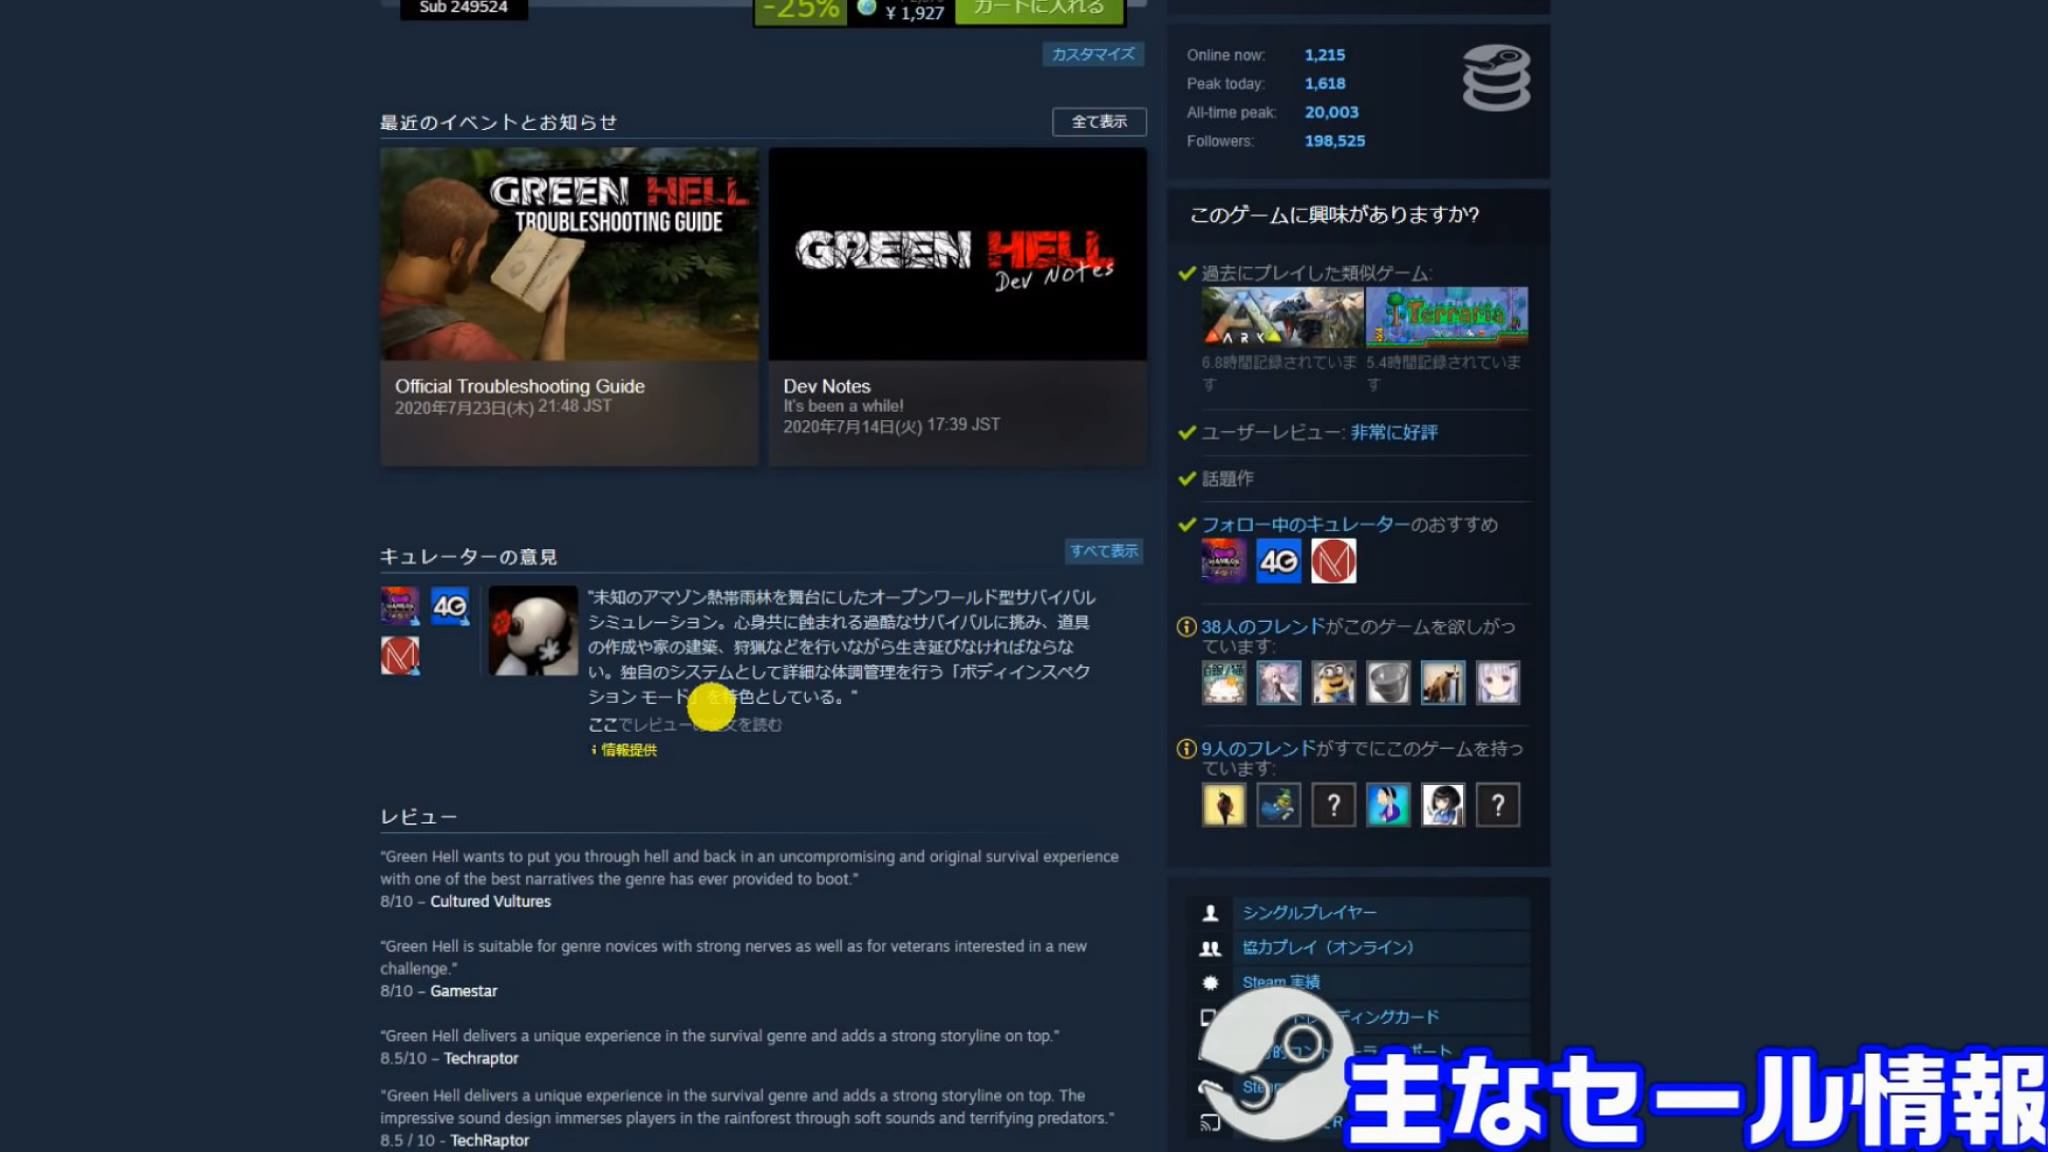 Sub 249524
-25%
¥ 1,927
カートに入れる
カスタマイズ
最近のイベントとお知らせ
全て表示
GREEN HELL
TROUBLESHOOTING GUIDE
Official Troubleshooting Guide
2020年7月23日(木) 21:48 JST
GREEN HELL
Dev Notes
Dev Notes
It's been a while!
2020年7月14日(火) 17:39 JST
キュレーターの意見
すべて表示
4G
"未知のアマゾン熱帯雨林を舞台にしたオープンワールド型サバイバル
シミュレーション。心身共に蝕まれる過酷なサバイバルに挑み、道具
の作成や家の建築、狩猟などを行いながら生き延びなければならな
い。独自のシステムとして詳細な体調管理を行う「ボディインスペク
ション モード」を特色としている。"
ここでレビューの全文を読む
情報提供
レビュー
“Green Hell wants to put you through hell and back in an uncompromising and original survival experience
with one of the best narratives the genre has ever provided to boot.”
8/10 – Cultured Vultures
“Green Hell is suitable for genre novices with strong nerves as well as for veterans interested in a new
challenge.”
8/10 – Gamestar
“Green Hell delivers a unique experience in the survival genre and adds a strong storyline on top.”
8.5/10 – Techraptor
“Green Hell delivers a unique experience in the survival genre and adds a strong storyline on top. The
impressive sound design immerses players in the rainforest through soft sounds and terrifying predators.”
8.5 / 10 - TechRaptor
Online now: 1,215
Peak today: 1,618
All-time peak: 20,003
Followers: 198,525
このゲームに興味がありますか?
過去にプレイした類似ゲーム:
ARK
Terraria
6.8時間記録されていま
す
5.4時間記録されていま
す
ユーザーレビュー: 非常に好評
話題作
フォロー中のキュレーターのおすすめ
4G
38人のフレンドがこのゲームを欲しがっ
ています:
9人のフレンドがすでにこのゲームを持っ
ています:
?
?
シングルプレイヤー
協力プレイ（オンライン）
Steam 実績
ディングカード
主なセール情報